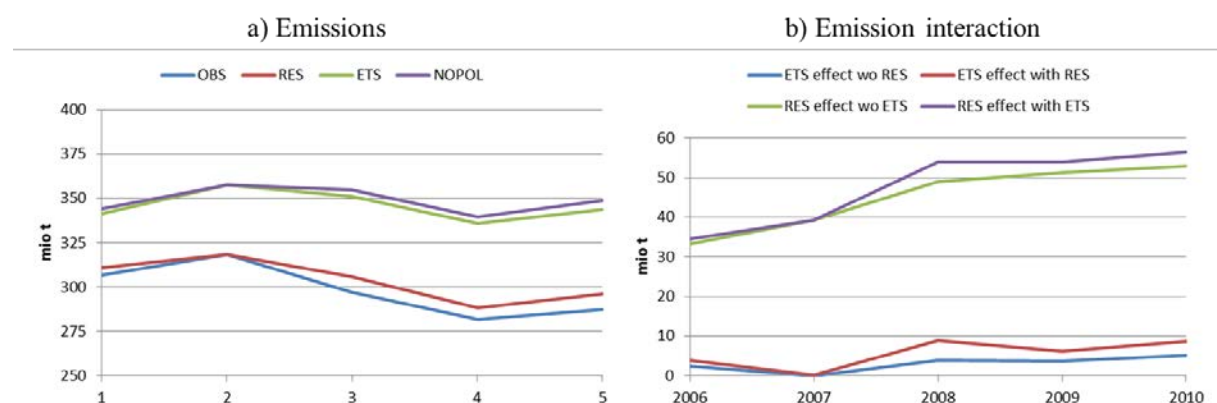 a) Emissions
OBS RES ETS NOPOL
400
375
350
325
300
275
250
mio t
1 2 3 4 5
b) Emission interaction
ETS effect wo RES ETS effect with RES
RES effect wo ETS RES effect with ETS
60
50
40
30
20
10
0
mio t
2006 2007 2008 2009 2010